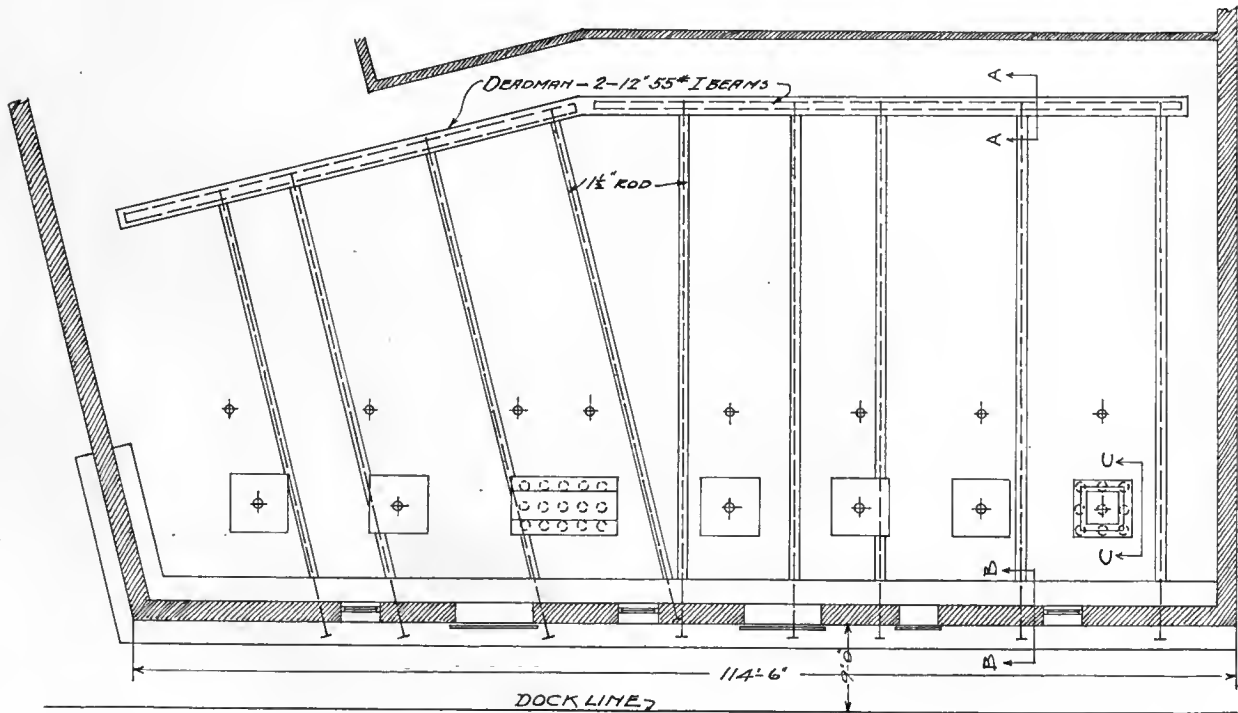 DEADMAN-2-12" 55# I BEAMS
A
A
1½" ROD
C
C
B
B
114'-6"
9'-0"
DOCK LINE